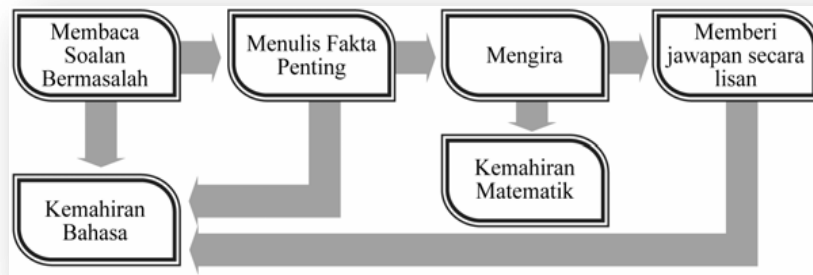 Membaca
Soalan
Bermasalah
Menulis Fakta
Penting
Mengira
Memberi
jawapan secara
lisan
Kemahiran
Bahasa
Kemahiran
Matematik